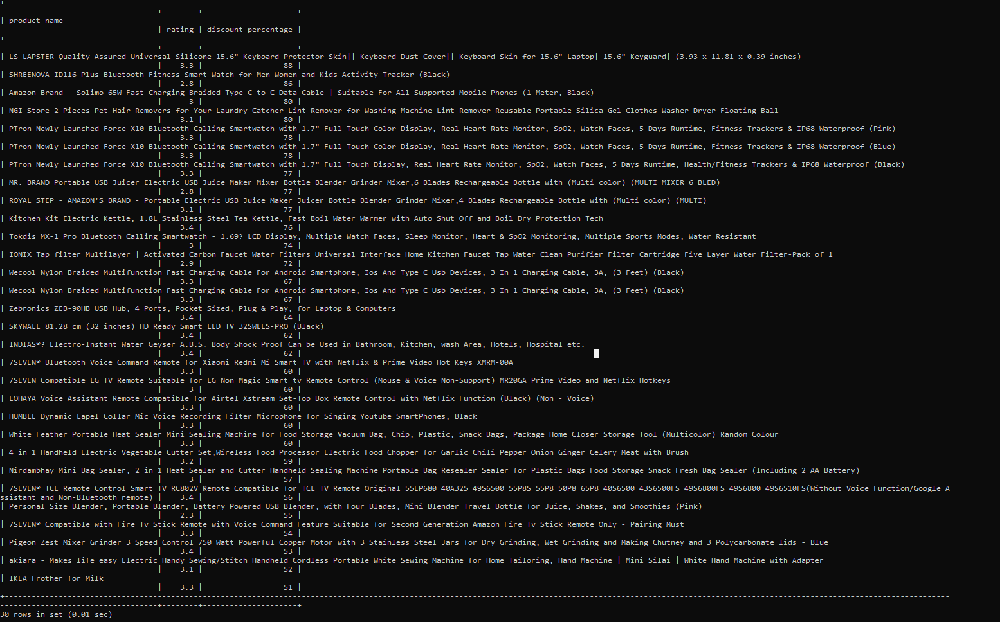 +--------------------------------------------------------------------------------------------------------------------------------------------------------------------------------------------------------------------
-----------------------------------+--------+---------------------+
| product_name
| rating | discount_percentage |
+--------------------------------------------------------------------------------------------------------------------------------------------------------------------------------------------------------------------
-----------------------------------+--------+---------------------+
| LS LAPSTER Quality Assured Universal Silicone 15.6" Keyboard Protector Skin|| Keyboard Dust Cover|| Keyboard Skin for 15.6" Laptop| 15.6" Keyguard| (3.93 x 11.81 x 0.39 inches)
| 3.3 | 88 |
| SHREENOVA ID116 Plus Bluetooth Fitness Smart Watch for Men Women and Kids Activity Tracker (Black)
| 2.8 | 86 |
| Amazon Brand - Solimo 65W Fast Charging Braided Type C to C Data Cable | Suitable For All Supported Mobile Phones (1 Meter, Black)
| 3 | 80 |
| NGI Store 2 Pieces Pet Hair Removers for Your Laundry Catcher Lint Remover for Washing Machine Lint Remover Reusable Portable Silica Gel Clothes Washer Dryer Floating Ball
| 3.1 | 80 |
| PTron Newly Launched Force X10 Bluetooth Calling Smartwatch with 1.7" Full Touch Color Display, Real Heart Rate Monitor, SpO2, Watch Faces, 5 Days Runtime, Fitness Trackers & IP68 Waterproof (Pink)
| 3.3 | 78 |
| PTron Newly Launched Force X10 Bluetooth Calling Smartwatch with 1.7" Full Touch Color Display, Real Heart Rate Monitor, SpO2, Watch Faces, 5 Days Runtime, Fitness Trackers & IP68 Waterproof (Blue)
| 3.3 | 78 |
| PTron Newly Launched Force X10 Bluetooth Calling Smartwatch with 1.7" Full Touch Display, Real Heart Rate Monitor, SpO2, Watch Faces, 5 Days Runtime, Health/Fitness Trackers & IP68 Waterproof (Black)
| 3.3 | 77 |
| MR. BRAND Portable USB Juicer Electric USB Juice Maker Mixer Bottle Blender Grinder Mixer,6 Blades Rechargeable Bottle with (Multi color) (MULTI MIXER 6 BLED)
| 2.8 | 77 |
| ROYAL STEP - AMAZON'S BRAND - Portable Electric USB Juice Maker Juicer Bottle Blender Grinder Mixer,4 Blades Rechargeable Bottle with (Multi color) (MULTI)
| 3.1 | 77 |
| Kitchen Kit Electric Kettle, 1.8L Stainless Steel Tea Kettle, Fast Boil Water Warmer with Auto Shut Off and Boil Dry Protection Tech
| 3.4 | 76 |
| Tokdis MX-1 Pro Bluetooth Calling Smartwatch - 1.69? LCD Display, Multiple Watch Faces, Sleep Monitor, Heart & SpO2 Monitoring, Multiple Sports Modes, Water Resistant
| 3 | 74 |
| IONIX Tap filter Multilayer | Activated Carbon Faucet Water Filters Universal Interface Home Kitchen Faucet Tap Water Clean Purifier Filter Cartridge Five Layer Water Filter-Pack of 1
| 2.9 | 72 |
| Wecool Nylon Braided Multifunction Fast Charging Cable For Android Smartphone, Ios And Type C Usb Devices, 3 In 1 Charging Cable, 3A, (3 Feet) (Black)
| 3.3 | 67 |
| Wecool Nylon Braided Multifunction Fast Charging Cable For Android Smartphone, Ios And Type C Usb Devices, 3 In 1 Charging Cable, 3A, (3 Feet) (Black)
| 3.3 | 67 |
| Zebronics ZEB-90HB USB Hub, 4 Ports, Pocket Sized, Plug & Play, for Laptop & Computers
| 3.4 | 64 |
| SKYWALL 81.28 cm (32 inches) HD Ready Smart LED TV 32SWELS-PRO (Black)
| 3.4 | 62 |
| INDIAS®? Electro-Instant Water Geyser A.B.S. Body Shock Proof Can be Used in Bathroom, Kitchen, wash Area, Hotels, Hospital etc.
| 3.4 | 62 |
| 7SEVEN® Bluetooth Voice Command Remote for Xiaomi Redmi Mi Smart TV with Netflix & Prime Video Hot Keys XMRM-00A
| 3.3 | 60 |
| 7SEVEN Compatible LG TV Remote Suitable for LG Non Magic Smart tv Remote Control (Mouse & Voice Non-Support) MR20GA Prime Video and Netflix Hotkeys
| 3 | 60 |
| LOHAYA Voice Assistant Remote Compatible for Airtel Xstream Set-Top Box Remote Control with Netflix Function (Black) (Non - Voice)
| 3.3 | 60 |
| HUMBLE Dynamic Lapel Collar Mic Voice Recording Filter Microphone for Singing Youtube SmartPhones, Black
| 3.3 | 60 |
| White Feather Portable Heat Sealer Mini Sealing Machine for Food Storage Vacuum Bag, Chip, Plastic, Snack Bags, Package Home Closer Storage Tool (Multicolor) Random Colour
| 3.3 | 60 |
| 4 in 1 Handheld Electric Vegetable Cutter Set,Wireless Food Processor Electric Food Chopper for Garlic Chili Pepper Onion Ginger Celery Meat with Brush
| 3.2 | 59 |
| Nirdambhay Mini Bag Sealer, 2 in 1 Heat Sealer and Cutter Handheld Sealing Machine Portable Bag Resealer Sealer for Plastic Bags Food Storage Snack Fresh Bag Sealer (Including 2 AA Battery)
| 3 | 57 |
| 7SEVEN® TCL Remote Control Smart TV RC802V Remote Compatible for TCL TV Remote Original 55EP680 40A325 49S6500 55P8S 55P8 50P8 65P8 40S6500 43S6500FS 49S6800FS 49S6800 49S6510FS(Without Voice Function/Google A
ssistant and Non-Bluetooth remote) | 3.4 | 56 |
| Personal Size Blender, Portable Blender, Battery Powered USB Blender, with Four Blades, Mini Blender Travel Bottle for Juice, Shakes, and Smoothies (Pink)
| 2.3 | 55 |
| 7SEVEN® Compatible with Fire Tv Stick Remote with Voice Command Feature Suitable for Second Generation Amazon Fire Tv Stick Remote Only - Pairing Must
| 3.3 | 54 |
| Pigeon Zest Mixer Grinder 3 Speed Control 750 Watt Powerful Copper Motor with 3 Stainless Steel Jars for Dry Grinding, Wet Grinding and Making Chutney and 3 Polycarbonate lids - Blue
| 3.4 | 53 |
| akiara - Makes life easy Electric Handy Sewing/Stitch Handheld Cordless Portable White Sewing Machine for Home Tailoring, Hand Machine | Mini Silai | White Hand Machine with Adapter
| 3.1 | 52 |
| IKEA Frother for Milk
| 3.3 | 51 |
+--------------------------------------------------------------------------------------------------------------------------------------------------------------------------------------------------------------------
-----------------------------------+--------+---------------------+
30 rows in set (0.01 sec)